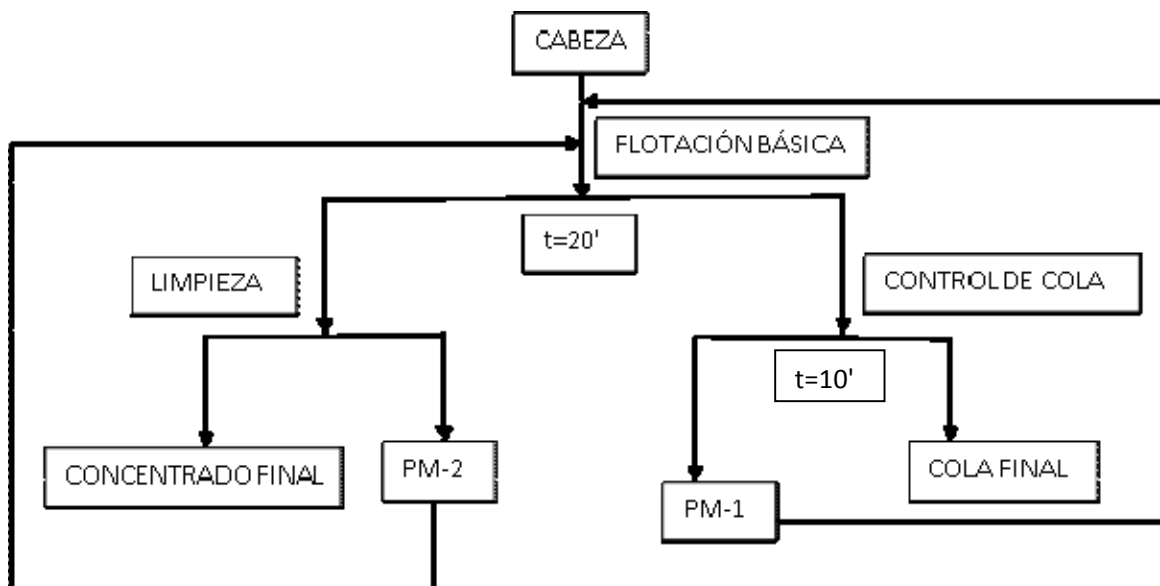 CABEZA
FLOTACIÓN BÁSICA
t=20'
LIMPIEZA
CONTROL DE COLA
t=10'
CONCENTRADO FINAL
PM-2
COLA FINAL
PM-1